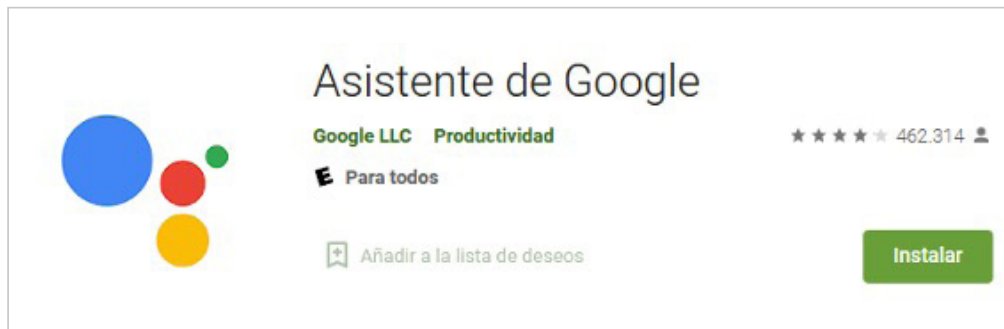 Asistente de Google
Google LLC Productividad 462.314
E Para todos
Añadir a la lista de deseos Instalar